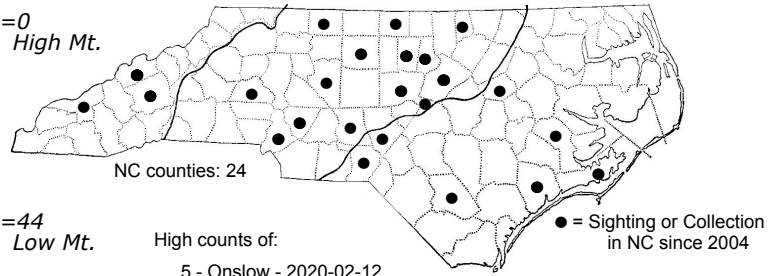 =0
High Mt.
NC counties: 24
=44
Low Mt.
High counts of:
5 - Onslow - 2020-02-12
= Sighting or Collection
in NC since 2004